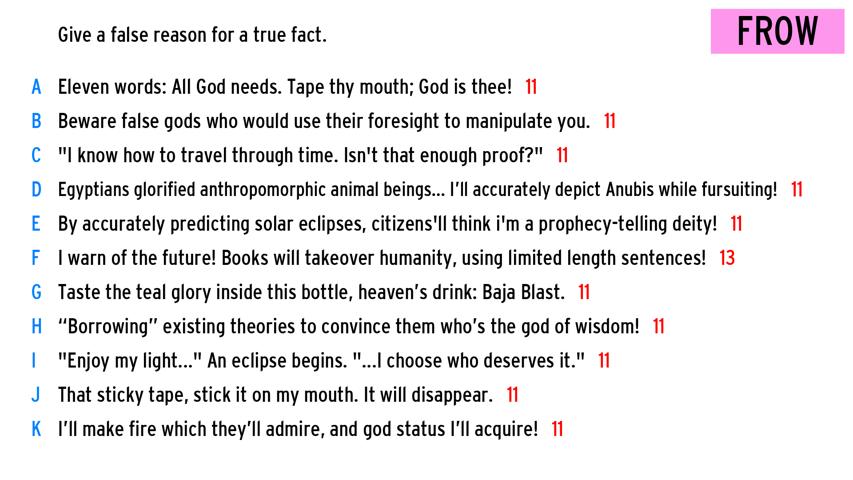 Give a false reason for a true fact.
FROW
A Eleven words: All God needs. Tape thy mouth; God is thee! 11
B Beware false gods who would use their foresight to manipulate you. 11
C "I know how to travel through time. Isn't that enough proof?" 11
D Egyptians glorified anthropomorphic animal beings... I’ll accurately depict Anubis while fursuiting! 11
E By accurately predicting solar eclipses, citizens'll think i'm a prophecy-telling deity! 11
F I warn of the future! Books will takeover humanity, using limited length sentences! 13
G Taste the teal glory inside this bottle, heaven’s drink: Baja Blast. 11
H “Borrowing” existing theories to convince them who’s the god of wisdom! 11
I "Enjoy my light..." An eclipse begins. "...I choose who deserves it." 11
J That sticky tape, stick it on my mouth. It will disappear. 11
K I’ll make fire which they’ll admire, and god status I’ll acquire! 11